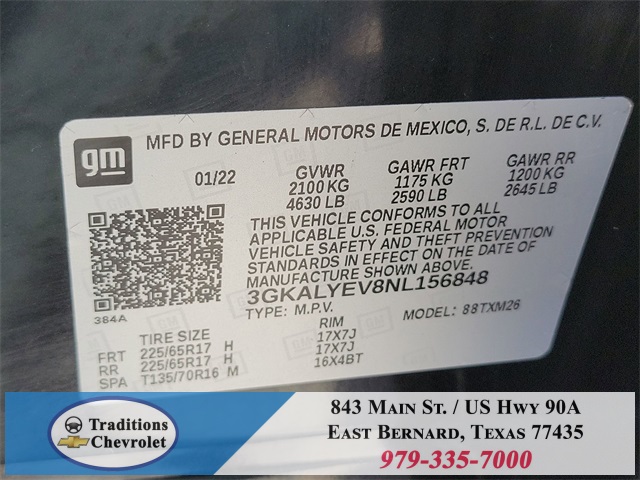 gm
MFD BY GENERAL MOTORS DE MEXICO, S. DE R.L. DE C.V.
01/22
GVWR
2100 KG
4630 LB
GAWR FRT
1175 KG
2590 LB
GAWR RR
1200 KG
2645 LB
THIS VEHICLE CONFORMS TO ALL
APPLICABLE U.S. FEDERAL MOTOR
VEHICLE SAFETY AND THEFT PREVENTION
STANDARDS IN EFFECT ON THE DATE OF
MANUFACTURE SHOWN ABOVE.
3GKALYEV8NL156848
TYPE: M.P.V.
MODEL: 88TXM26
384A
TIRE SIZE
RIM
FRT 225/65R17 H 17X7J
RR 225/65R17 H 17X7J
SPA T135/70R16 M 16X4BT
Traditions
Chevrolet
843 Main St. / US Hwy 90A
East Bernard, Texas 77435
979-335-7000